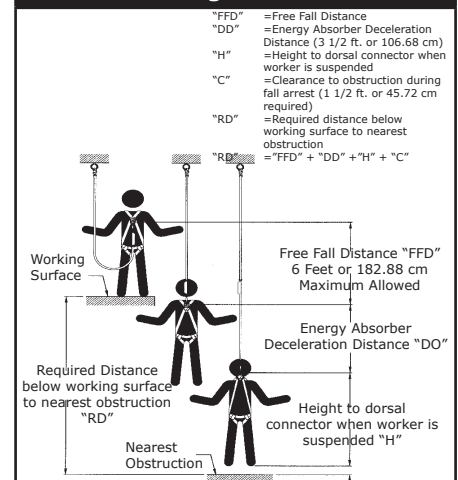 "FFD" =Free Fall Distance
"DD" =Energy Absorber Deceleration
Distance (3 1/2 ft. or 106.68 cm)
"H" =Height to dorsal connector when
worker is suspended
"C" =Clearance to obstruction during
fall arrest (1 1/2 ft. or 45.72 cm
required)
"RD" =Required distance below
working surface to nearest
obstruction
"RD" ="FFD" + "DD" +"H" + "C"
Working
Surface
Free Fall Distance "FFD"
6 Feet or 182.88 cm
Maximum Allowed
Energy Absorber
Deceleration Distance "DO"
Required Distance
below working surface
to nearest obstruction
"RD"
Height to dorsal
connector when worker is
suspended "H"
Nearest
Obstruction